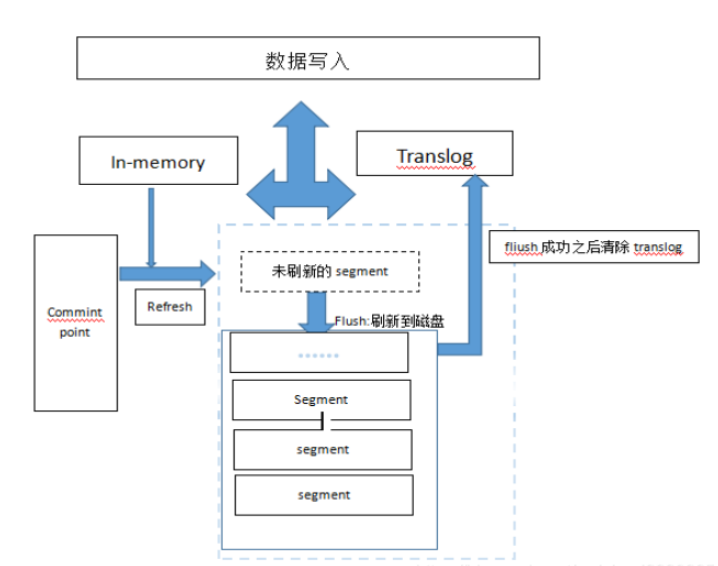 数据写入
In-memory
Translog
fliush 成功之后清除 translog
未刷新的 segment
Commint
point
Refresh
Flush:刷新到磁盘
......
Segment
segment
segment